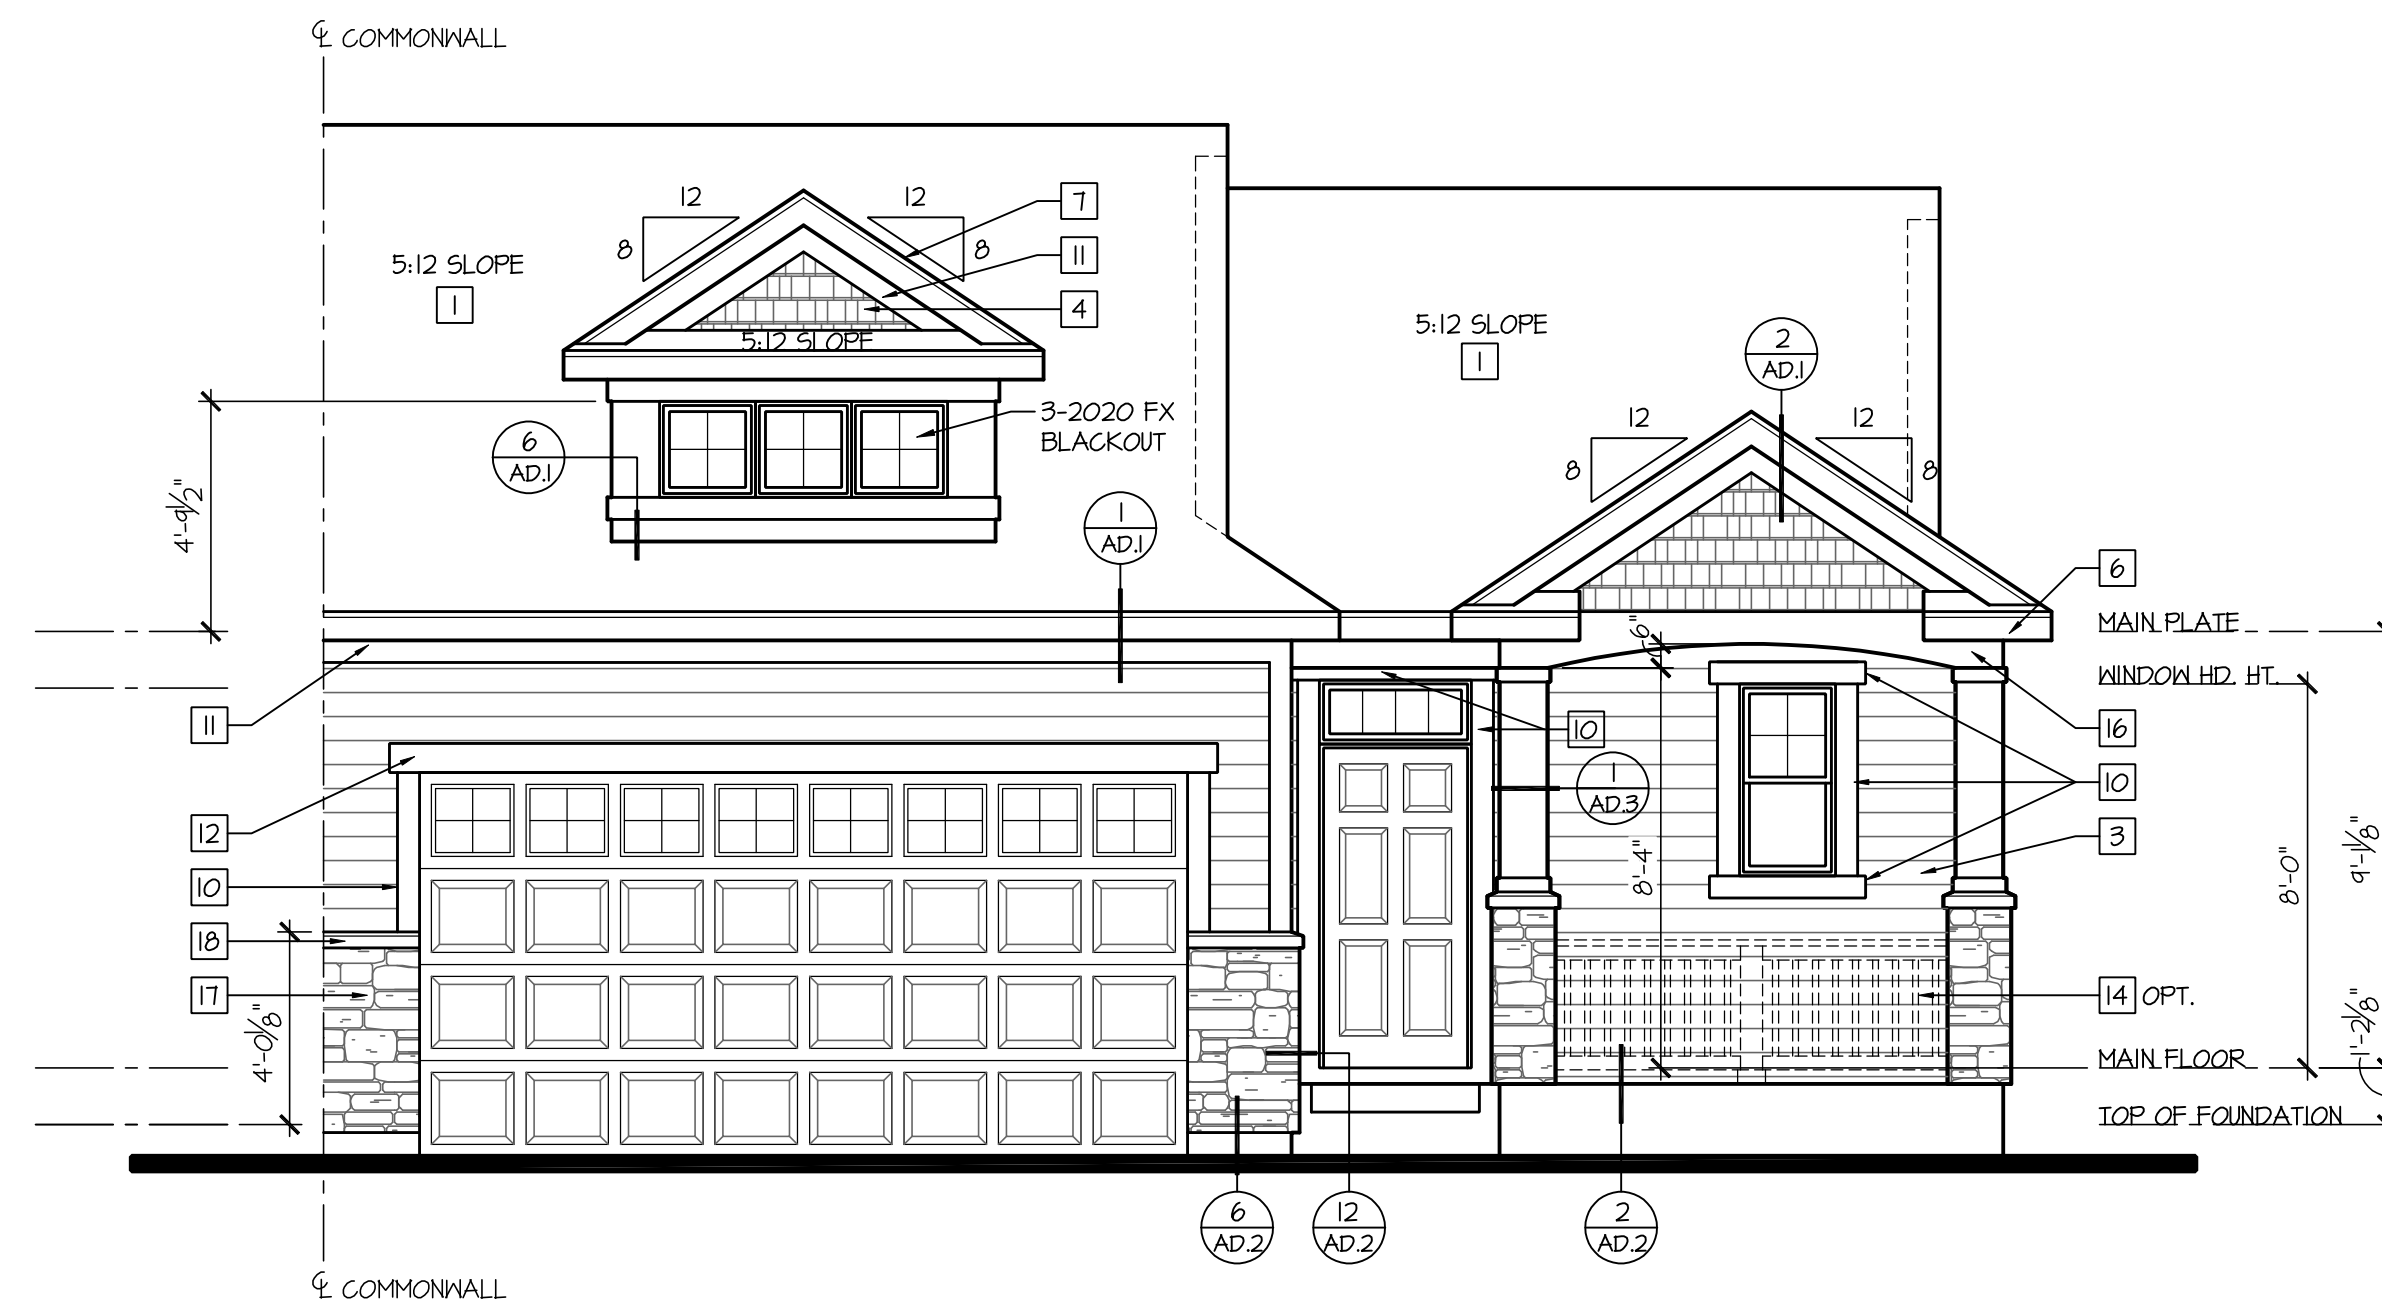 ℄ COMMONWALL
12
12
7
8
8
11
5:12 SLOPE
1
4
5:12 SLOPE
5:12 SLOPE
1
2
AD.1
3-2020 FX
BLACKOUT
12
12
6
AD.1
8
8
4'-9½"
1
AD.1
6
6"
MAIN PLATE
WINDOW HD. HT.
11
10
16
1
AD.3
10
12
3
8'-4"
8'-0"
9'-1⅛"
10
18
14 OPT.
17
4'-0⅛"
1'-2⅛"
MAIN FLOOR
TOP OF FOUNDATION
6
AD.2
12
AD.2
2
AD.2
℄ COMMONWALL